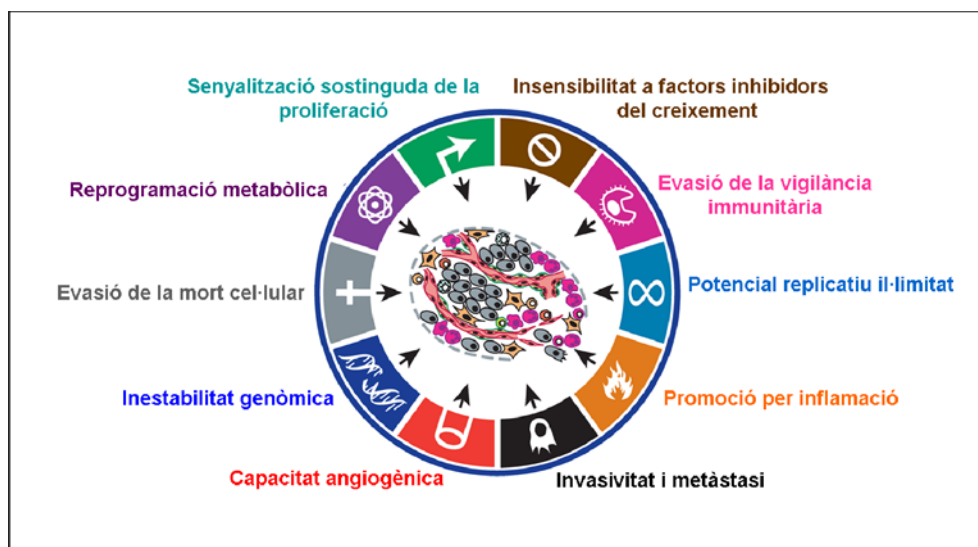 Senyalització sostinguda de la
proliferació
Insensibilitat a factors inhibidors
del creixement
Reprogramació metabòlica
Evasió de la vigilància
immunitària
Evasió de la mort cel·lular
Potencial replicatiu il·limitat
Inestabilitat genòmica
Promoció per inflamació
Capacitat angiogènica
Invasivitat i metàstasi